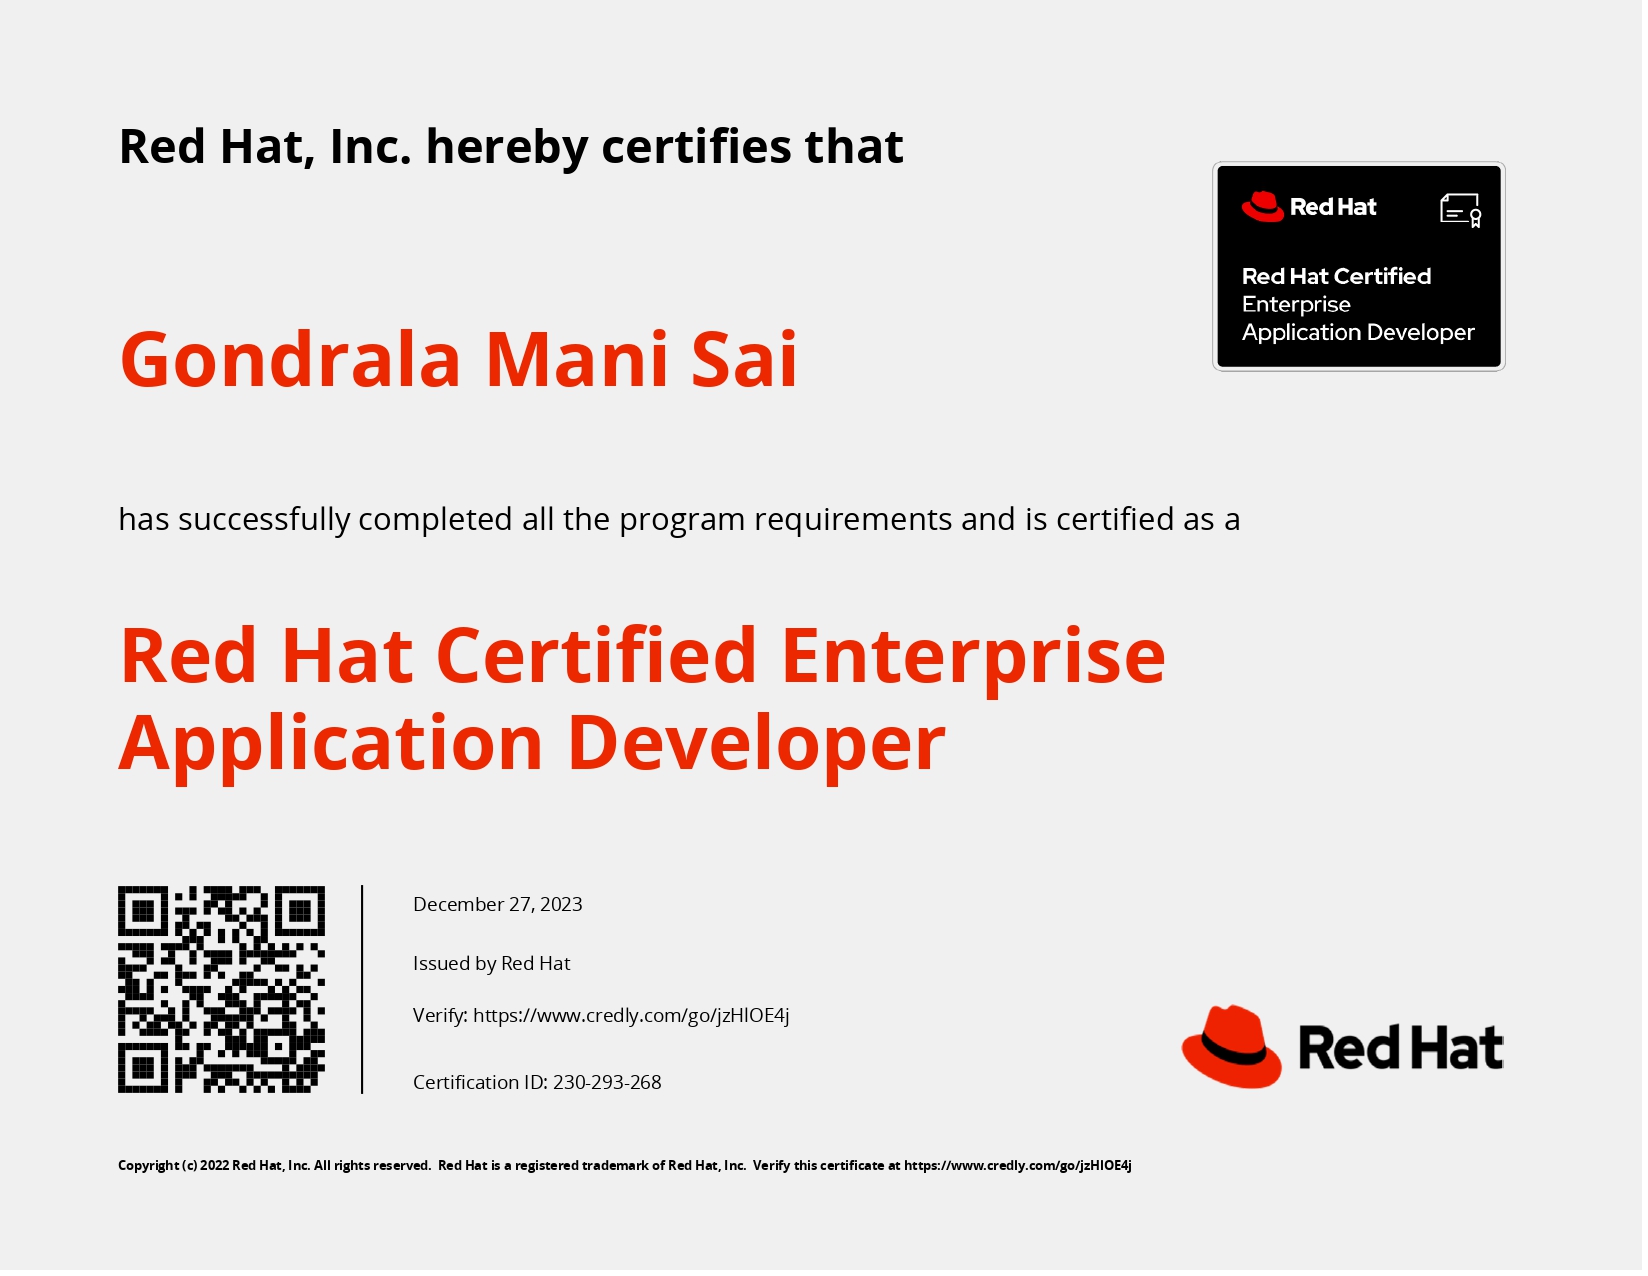 Red Hat, Inc. hereby certifies that
Red Hat
Red Hat Certified
Enterprise
Application Developer
Gondrala Mani Sai
has successfully completed all the program requirements and is certified as a
Red Hat Certified Enterprise
Application Developer
December 27, 2023
Issued by Red Hat
Verify: https://www.credly.com/go/jzHlOE4j
Certification ID: 230-293-268
Red Hat
Copyright (c) 2022 Red Hat, Inc. All rights reserved.  Red Hat is a registered trademark of Red Hat, Inc.  Verify this certificate at https://www.credly.com/go/jzHlOE4j